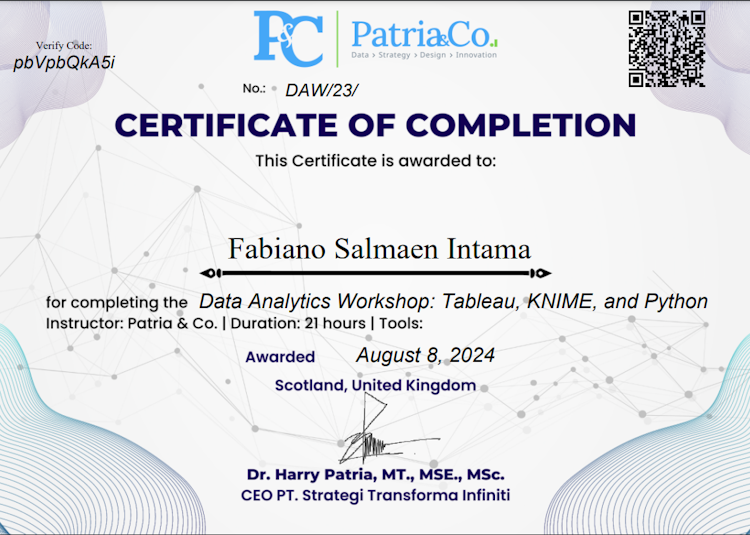 Verify Code:
pbVpbQkA5i
P&C
Patria&Co.
Data > Strategy > Design > Innovation
No.: DAW/23/
CERTIFICATE OF COMPLETION
This Certificate is awarded to:
Fabiano Salmaen Intama
for completing the Data Analytics Workshop: Tableau, KNIME, and Python
Instructor: Patria & Co. | Duration: 21 hours | Tools:
Awarded August 8, 2024
Scotland, United Kingdom
Dr. Harry Patria, MT., MSE., MSc.
CEO PT. Strategi Transforma Infiniti